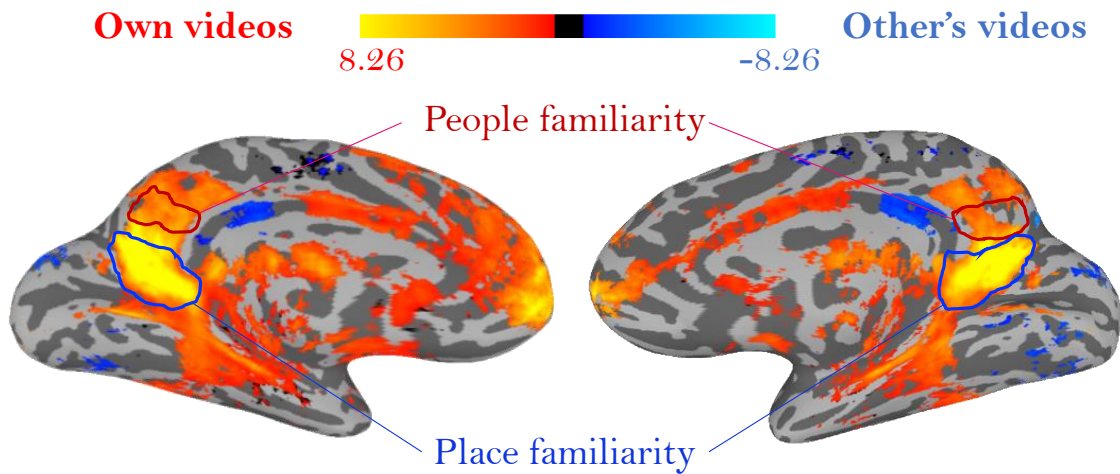 Own videos
Other's videos
8.26
-8.26
People familiarity
Place familiarity